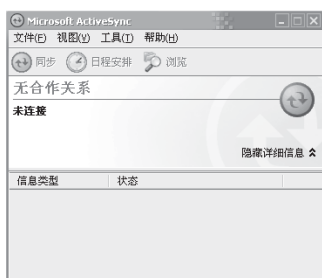 Microsoft ActiveSync
文件(F) 视图(V) 工具(T) 帮助(H)
同步 日程安排 浏览
无合作关系
未连接
隐藏详细信息
信息类型 状态